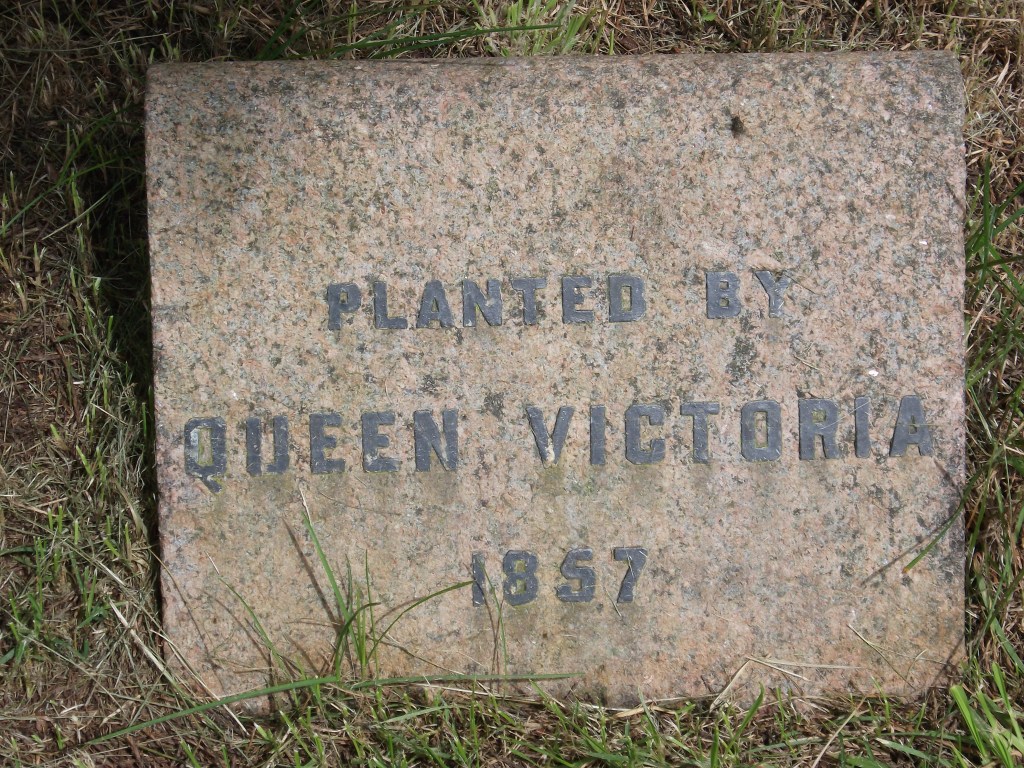 PLANTED BY
QUEEN VICTORIA
1857